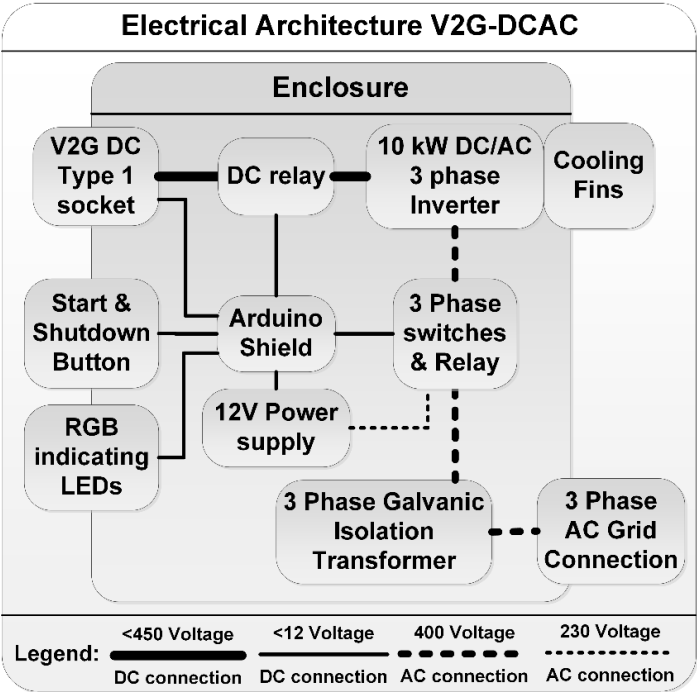 Electrical Architecture V2G-DCAC
Enclosure
V2G DC
Type 1
socket
DC relay
10 kW DC/AC
3 phase
Inverter
Cooling
Fins
Start &
Shutdown
Button
Arduino
Shield
3 Phase
switches
& Relay
RGB
indicating
LEDs
12V Power
supply
3 Phase Galvanic
Isolation
Transformer
3 Phase
AC Grid
Connection
Legend:
<450 Voltage
DC connection
<12 Voltage
DC connection
400 Voltage
AC connection
230 Voltage
AC connection